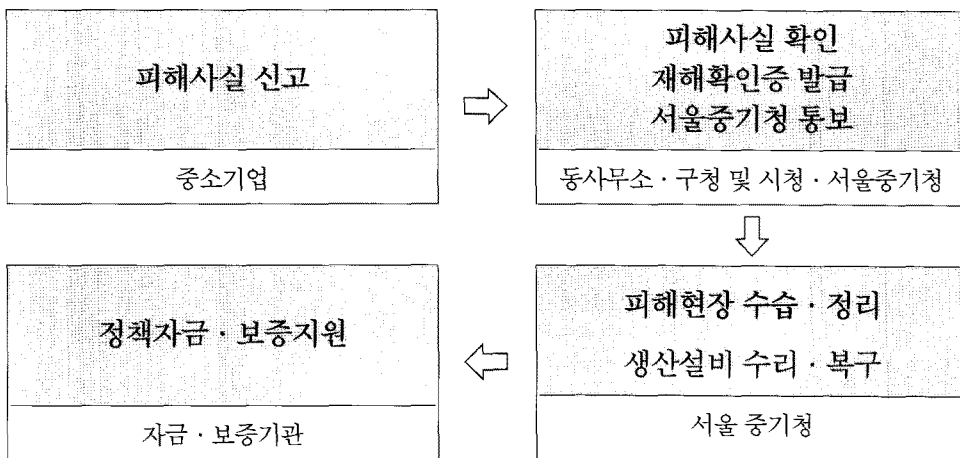 피해사실 신고
중소기업
피해사실 확인
재해확인증 발급
서울중기청 통보
동사무소 · 구청 및 시청 · 서울중기청
피해현장 수습 · 정리
생산설비 수리 · 복구
서울 중기청
정책자금 · 보증지원
자금 · 보증기관